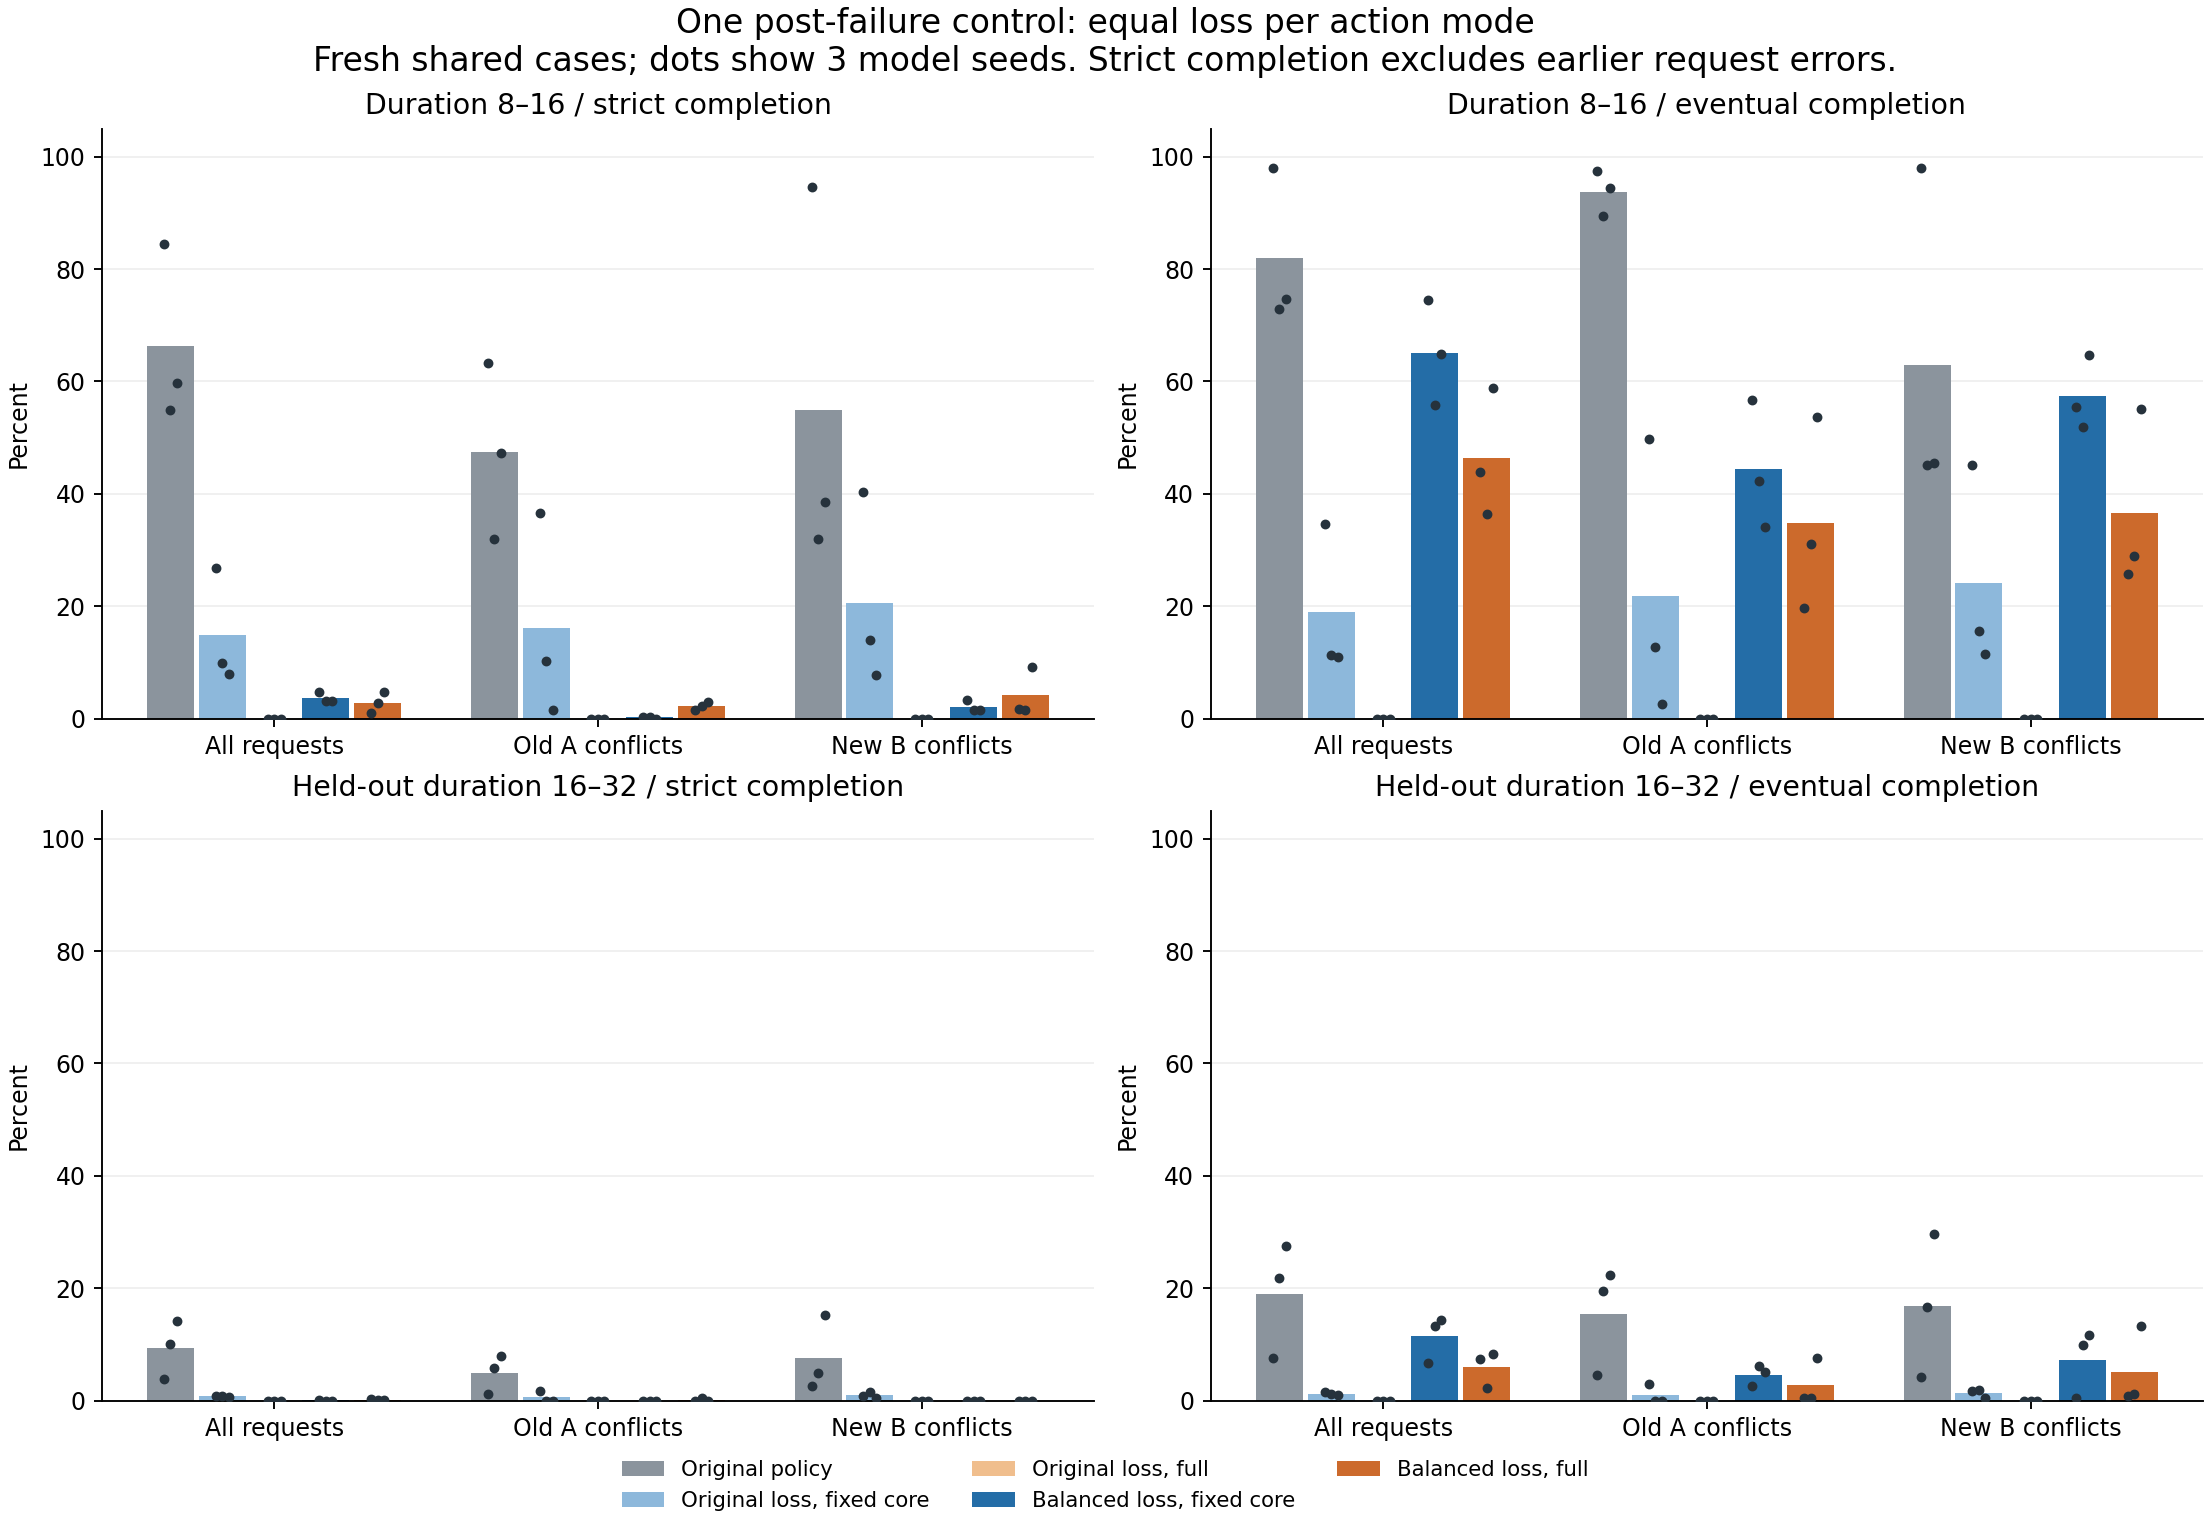 One post-failure control: equal loss per action mode
Fresh shared cases; dots show 3 model seeds. Strict completion excludes earlier request errors.
Duration 8–16 / strict completion
Percent
100
80
60
40
20
0
All requests
Old A conflicts
New B conflicts
Duration 8–16 / eventual completion
Percent
100
80
60
40
20
0
All requests
Old A conflicts
New B conflicts
Held-out duration 16–32 / strict completion
Percent
100
80
60
40
20
0
All requests
Old A conflicts
New B conflicts
Held-out duration 16–32 / eventual completion
Percent
100
80
60
40
20
0
All requests
Old A conflicts
New B conflicts
Original policy
Original loss, fixed core
Original loss, full
Balanced loss, fixed core
Balanced loss, full